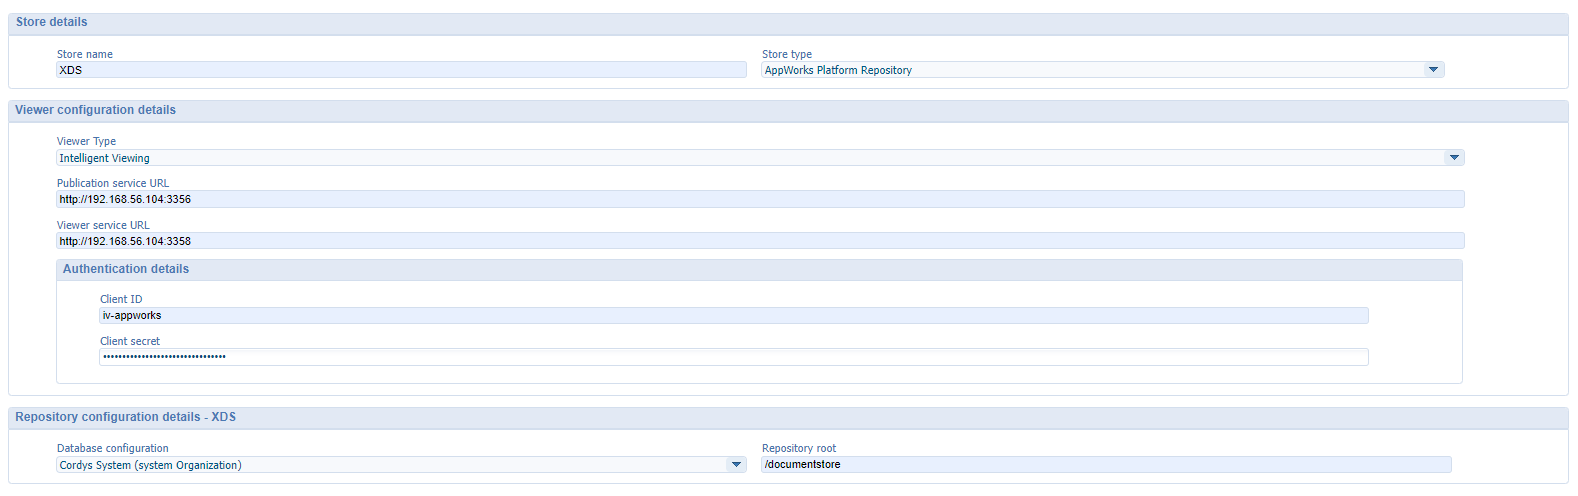 Store details
Store name
Store type
XDS
AppWorks Platform Repository
Viewer configuration details
Viewer Type
Intelligent Viewing
Publication service URL
http://192.168.56.104:3356
Viewer service URL
http://192.168.56.104:3358
Authentication details
Client ID
iv-appworks
Client secret
••••••••••••••••••••••••••••••••
Repository configuration details - XDS
Database configuration
Repository root
Cordys System (system Organization)
/documentstore